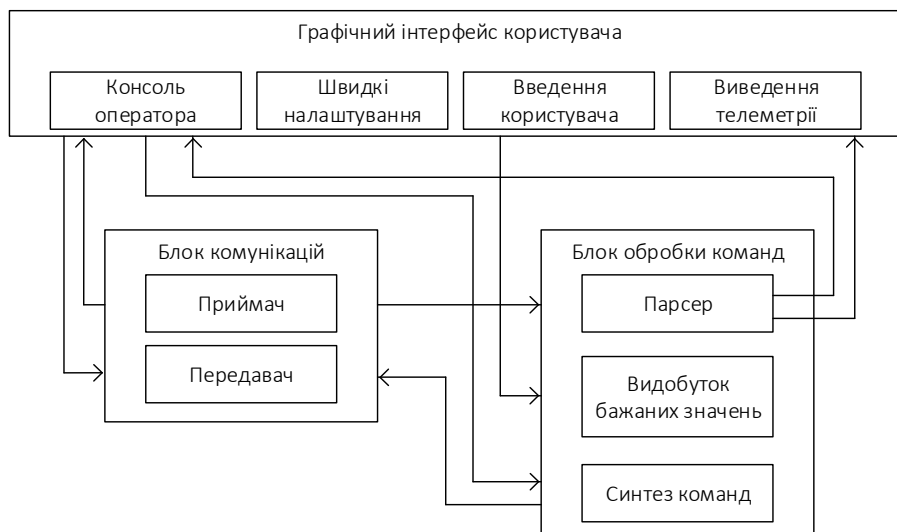 Графічний інтерфейс користувача
Консоль
оператора
Швидкі
налаштування
Введення
користувача
Виведення
телеметрії
Блок комунікацій
Приймач
Передавач
Блок обробки команд
Парсер
Видобуток
бажаних значень
Синтез команд